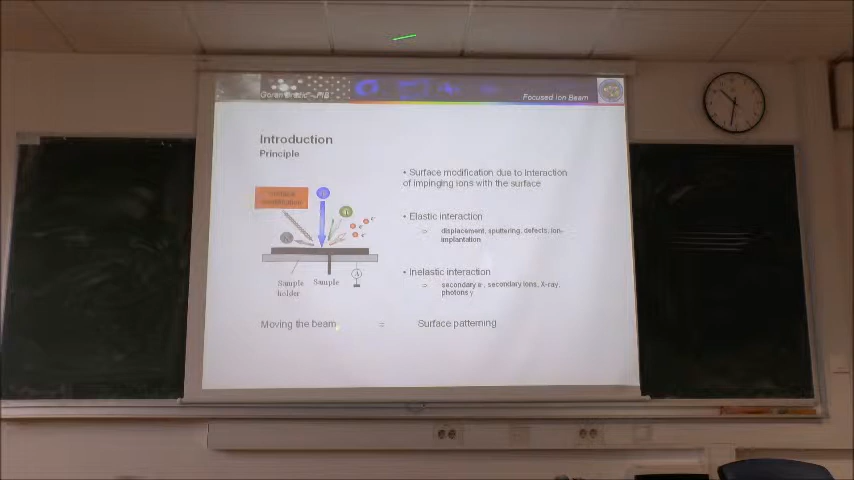 Focused Ion Beam
Introduction
Principle
• Surface modification due to interaction
of impinging ions with the surface
• Elastic interaction
displacement, sputtering, defects, ion-
implantation
• Inelastic interaction
secondary e⁻, secondary ions, X-ray,
photons γ
Sample
holder
Sample
A
Moving the beam
=
Surface patterning